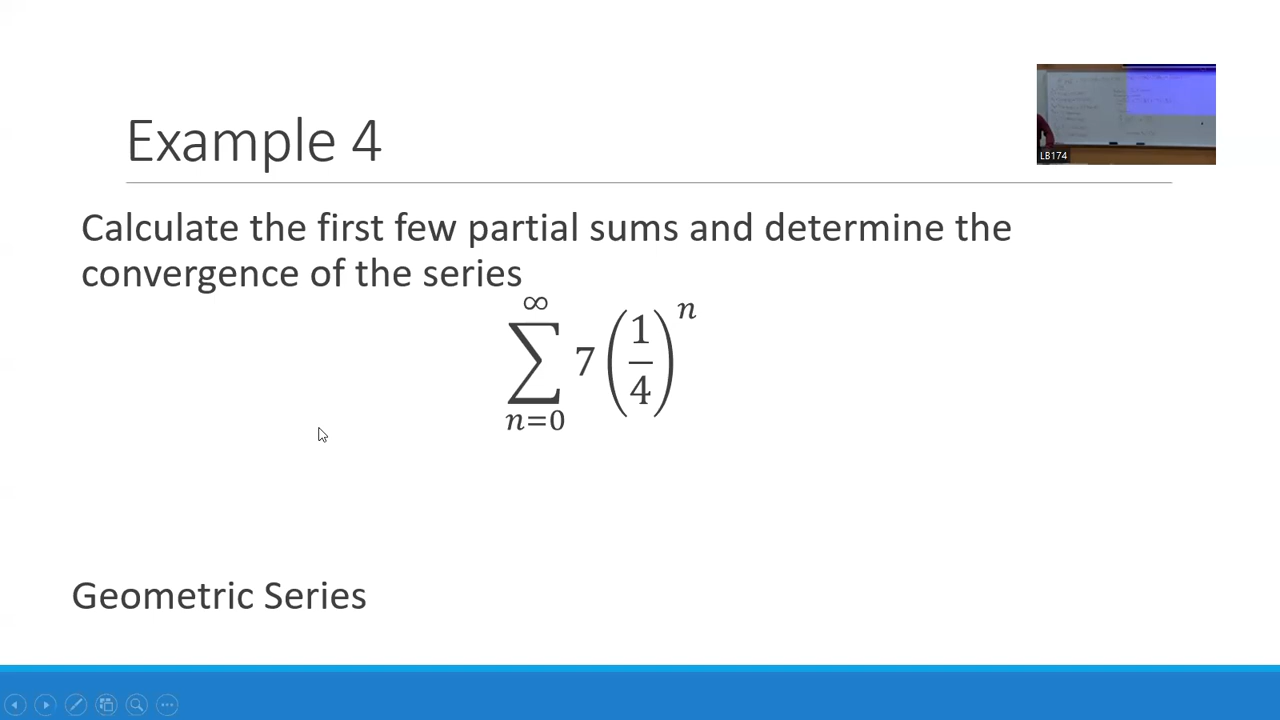 Example 4
LB174
Calculate the first few partial sums and determine the
convergence of the series
∞
∑ 7 (1/4)^n
n=0
Geometric Series